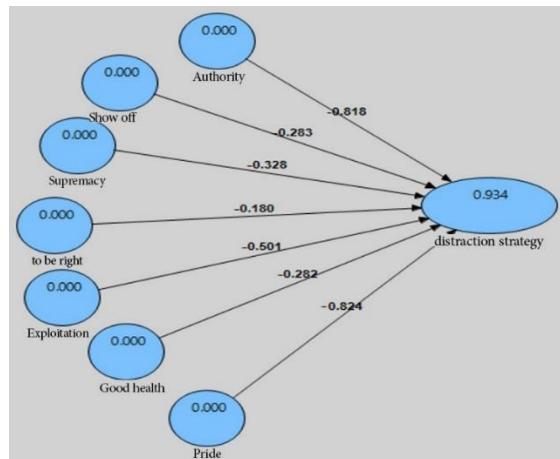 0.000
Authority
0.000
Show off
0.000
Supremacy
0.000
to be right
0.000
Exploitation
0.000
Good health
0.000
Pride
-0.818
-0.283
-0.328
-0.180
-0.501
-0.282
-0.824
0.934
distraction strategy